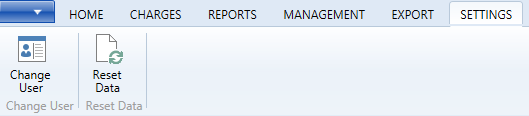 HOME CHARGES REPORTS MANAGEMENT EXPORT SETTINGS
Change User
Reset Data
Change User Reset Data